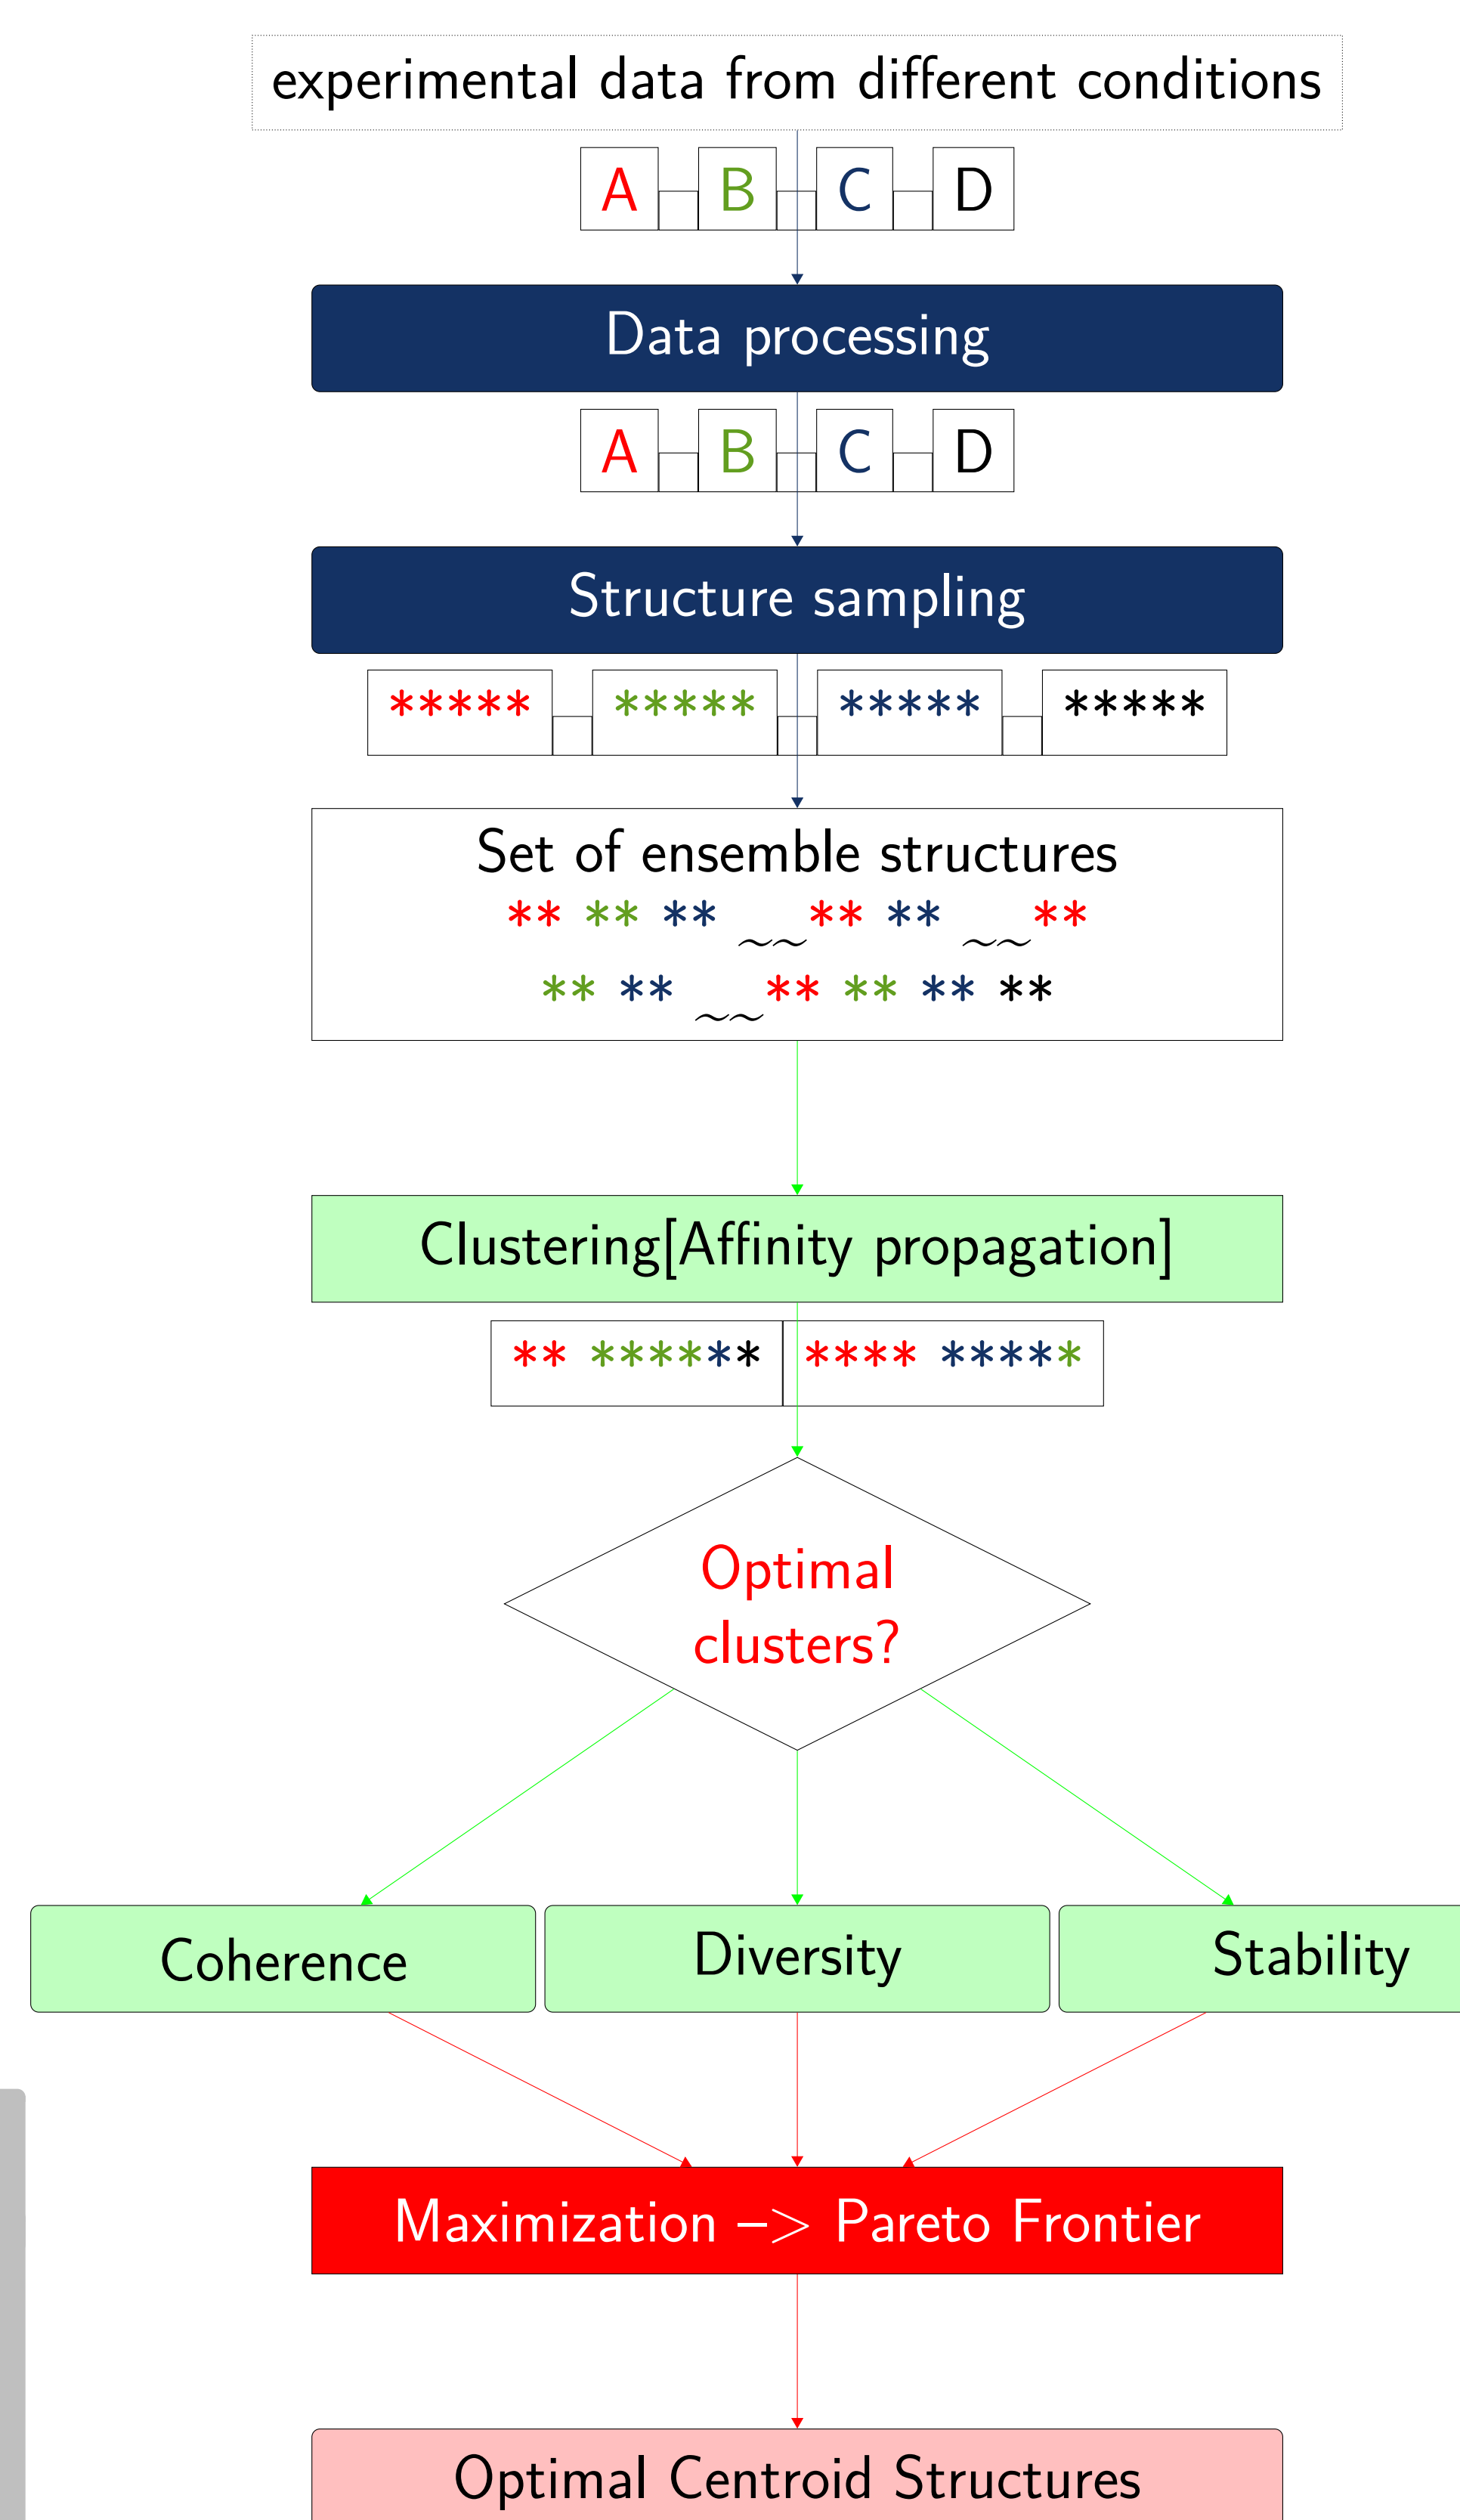 experimental data from different conditions
A B C D
Data processing
A B C D
Structure sampling
***** ***** ***** *****
Set of ensemble structures
** ** ** ~~** ** ~~**
** ** ~~** ** ** **
Clustering[Affinity propagation]
** ****** **** *****
Optimal
clusters?
Coherence Diversity Stability
Maximization –> Pareto Frontier
Optimal Centroid Structures